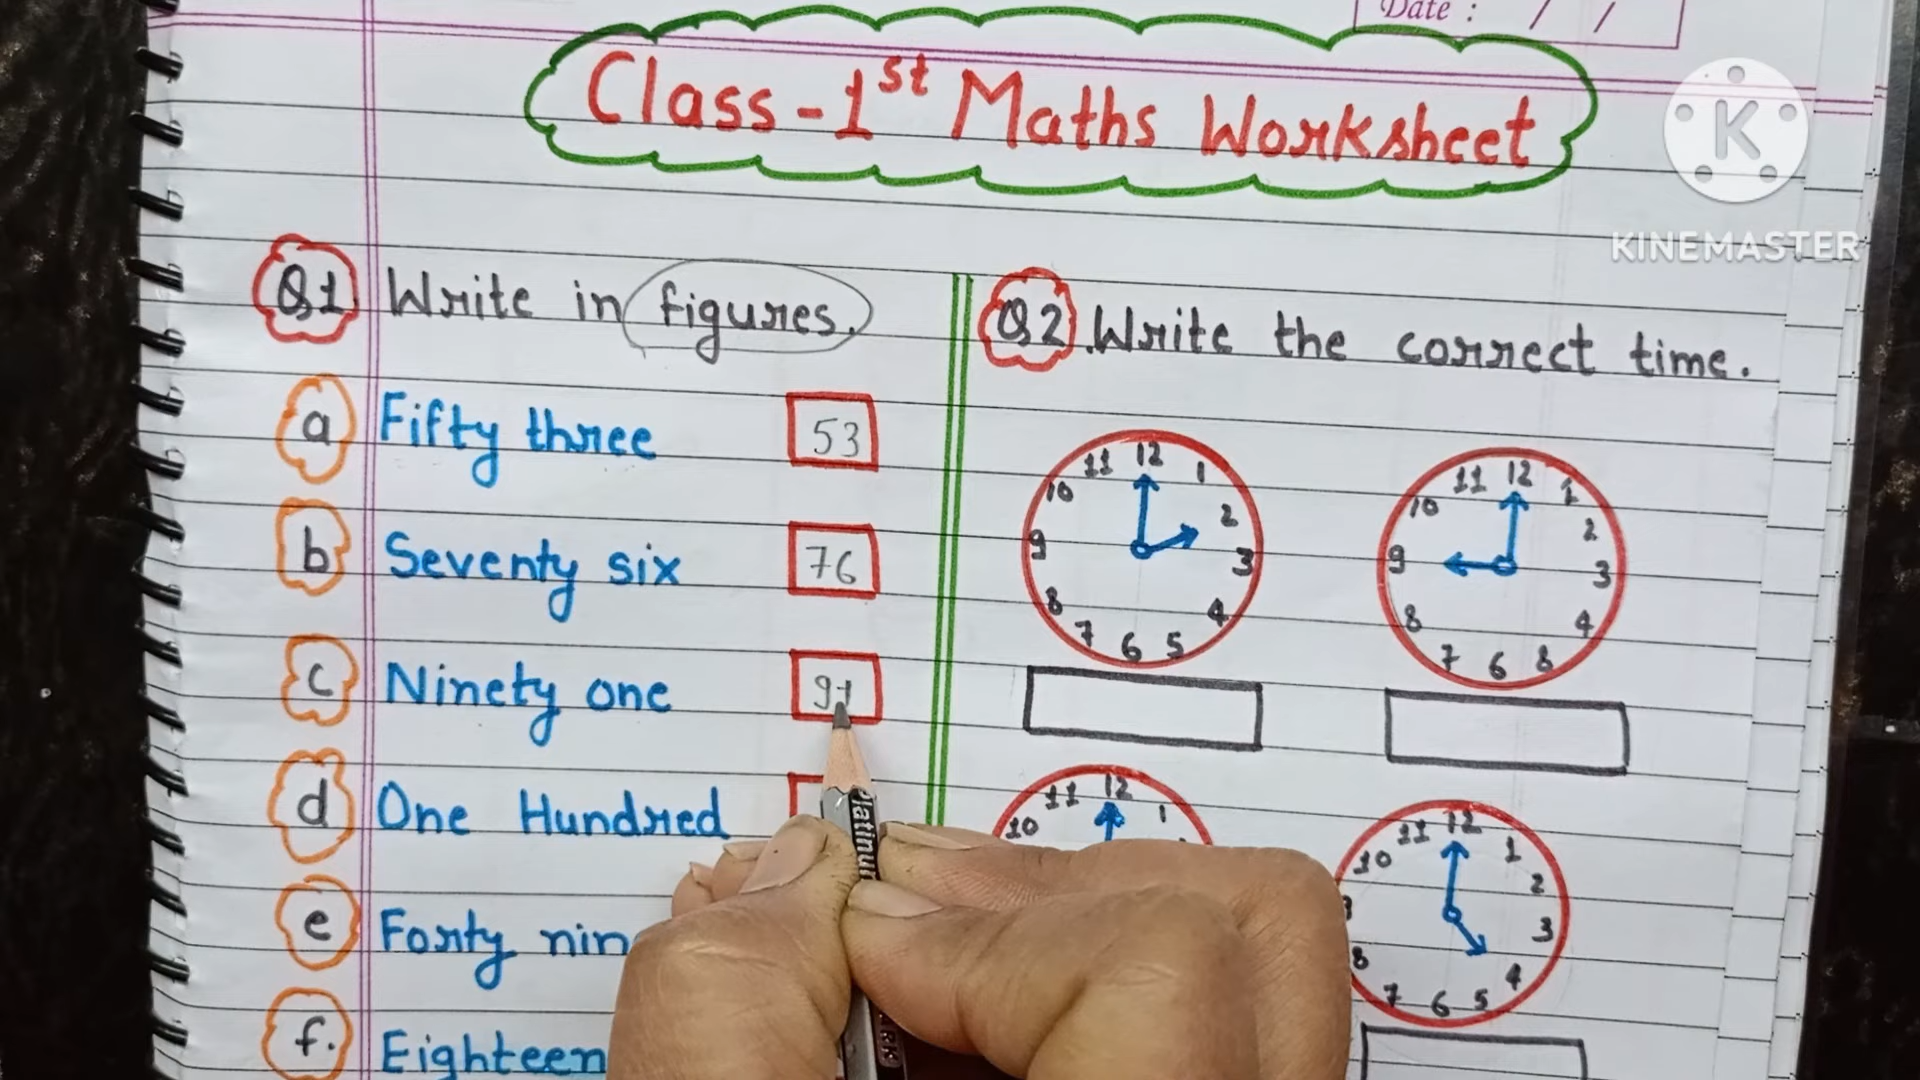 Date : / /
Class-1st Maths Worksheet
K
KINEMASTER
Q1 Write in figures.
a Fifty three 53
b Seventy six 76
c Ninety one 91
d One Hundred
e Forty nin
f. Eighteen
Q2. Write the correct time.
12 1 2 3 4 5 6 7 8 9 10 11
12 1 2 3 4 8 6 7 8 9 10 11
10 11 12 1
12 1 2 3 4 5 6 7 8 10 11